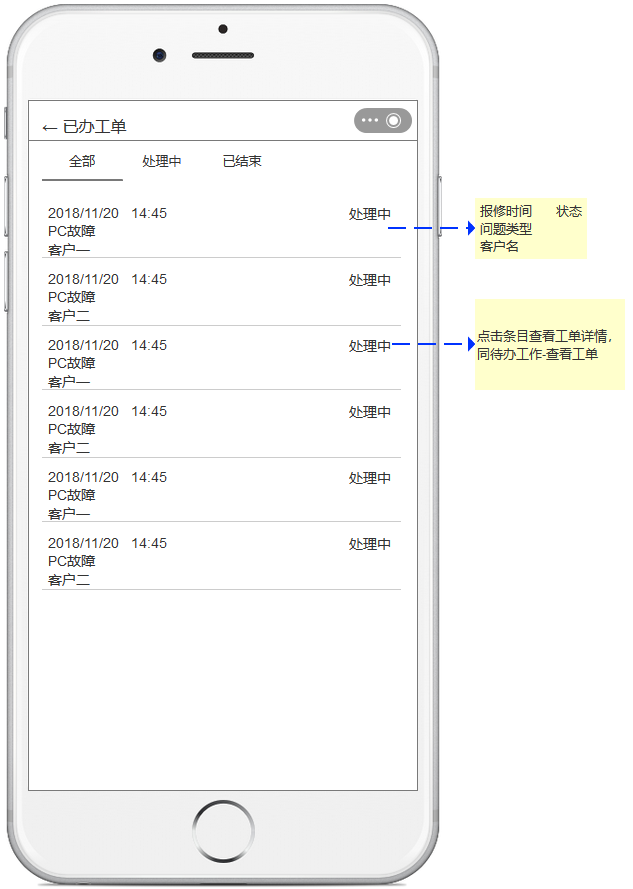 ← 已办工单
全部 处理中 已结束
2018/11/20 14:45 处理中
PC故障
客户一
2018/11/20 14:45 处理中
PC故障
客户二
2018/11/20 14:45 处理中
PC故障
客户一
2018/11/20 14:45 处理中
PC故障
客户二
2018/11/20 14:45 处理中
PC故障
客户一
2018/11/20 14:45 处理中
PC故障
客户二
报修时间 状态
问题类型
客户名
点击条目查看工单详情，
同待办工作-查看工单